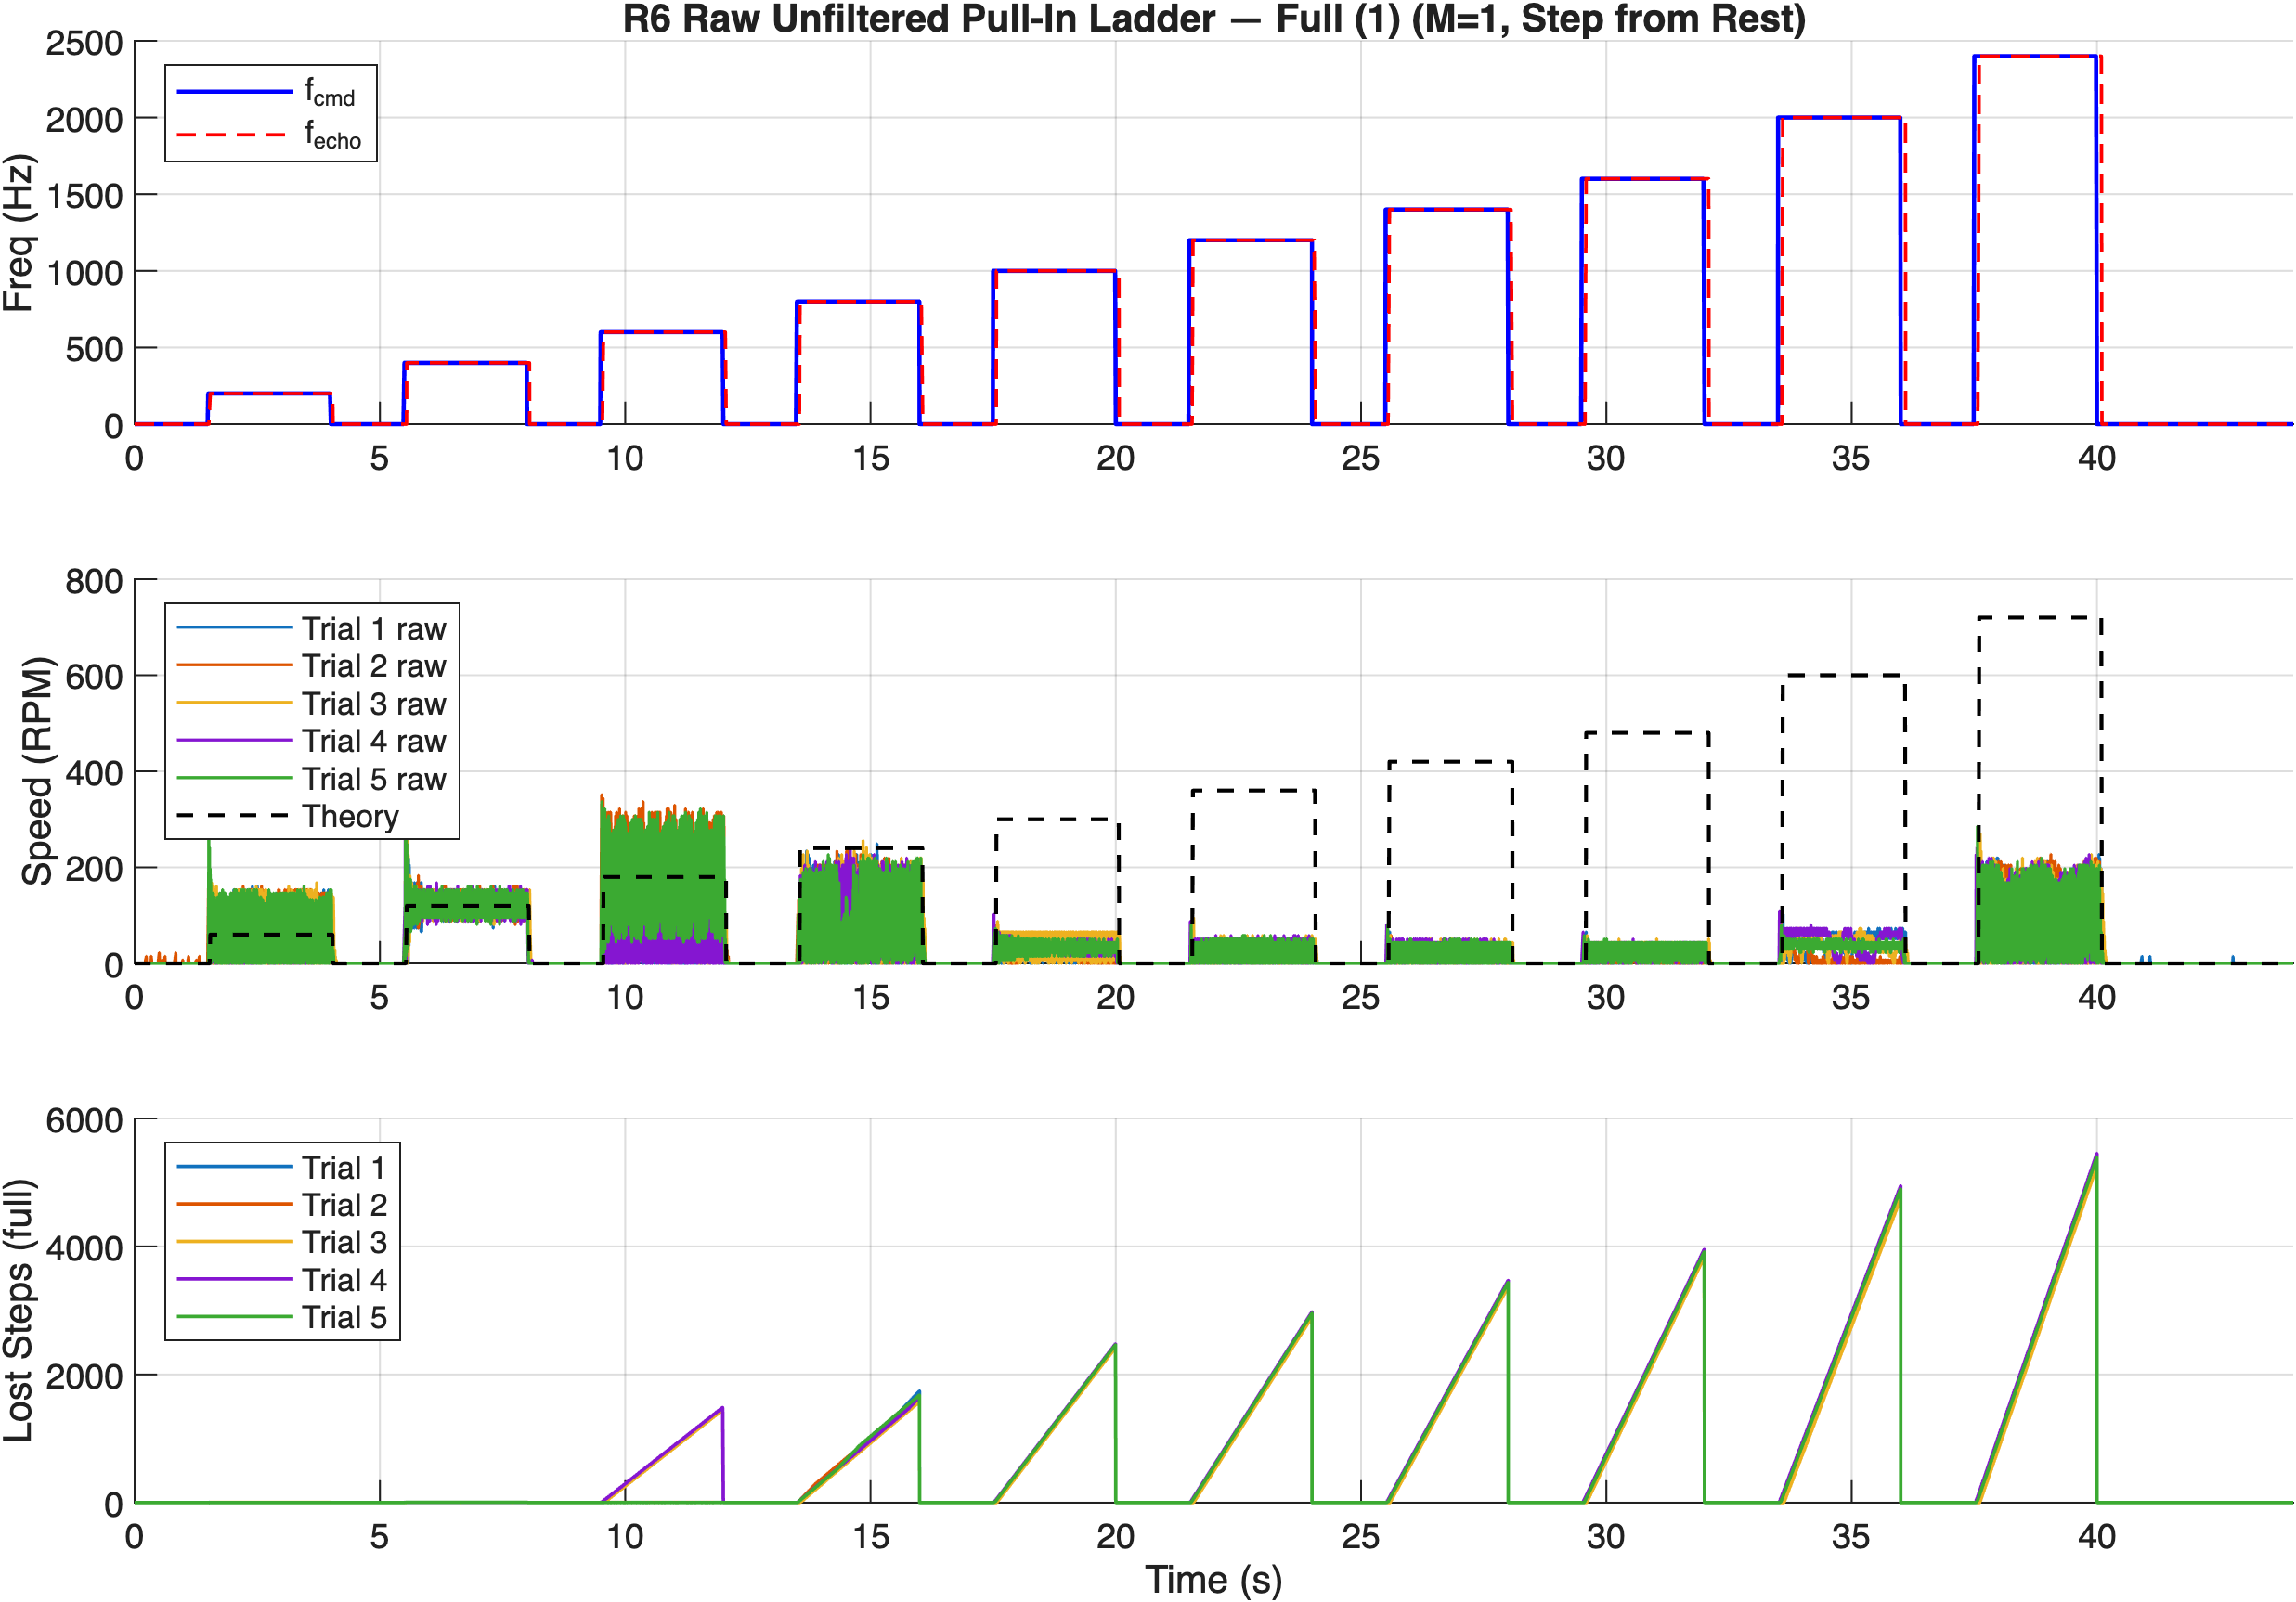 R6 Raw Unfiltered Pull-In Ladder — Full (1) (M=1, Step from Rest)
Freq (Hz)
2500
2000
1500
1000
500
0
f_cmd
f_echo
0 5 10 15 20 25 30 35 40
Speed (RPM)
800
600
400
200
0
Trial 1 raw
Trial 2 raw
Trial 3 raw
Trial 4 raw
Trial 5 raw
Theory
0 5 10 15 20 25 30 35 40
Lost Steps (full)
6000
4000
2000
0
Trial 1
Trial 2
Trial 3
Trial 4
Trial 5
0 5 10 15 20 25 30 35 40
Time (s)